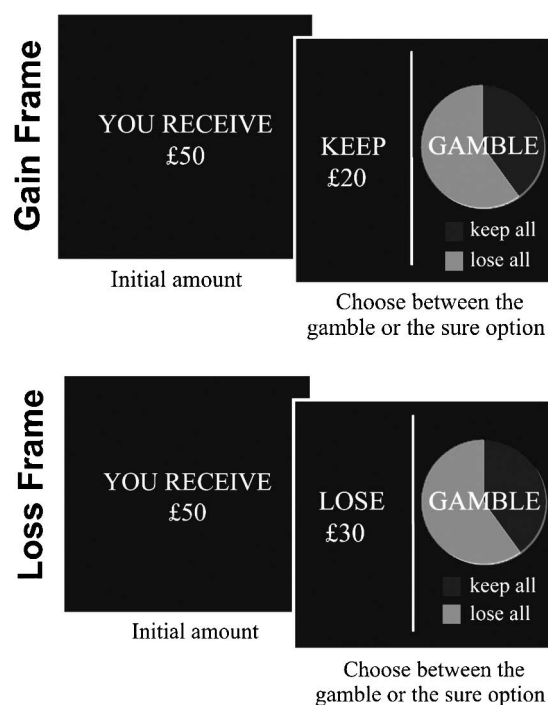 Gain Frame
YOU RECEIVE
£50
Initial amount
KEEP
£20
GAMBLE
keep all
lose all
Choose between the
gamble or the sure option
Loss Frame
YOU RECEIVE
£50
Initial amount
LOSE
£30
GAMBLE
keep all
lose all
Choose between the
gamble or the sure option